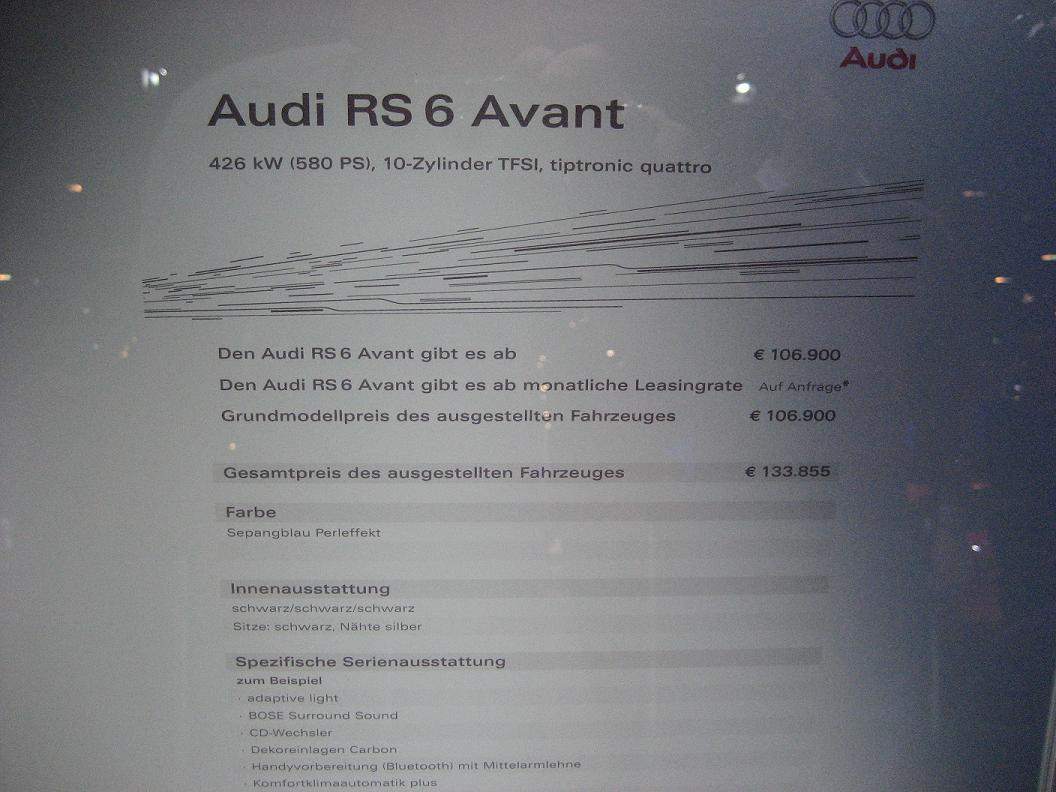 Audi
Audi RS 6 Avant
426 kW (580 PS), 10-Zylinder TFSI, tiptronic quattro
Den Audi RS 6 Avant gibt es ab € 106.900
Den Audi RS 6 Avant gibt es ab monatliche Leasingrate Auf Anfrage*
Grundmodellpreis des ausgestellten Fahrzeuges € 106.900
Gesamtpreis des ausgestellten Fahrzeuges € 133.855
Farbe
Sepangblau Perleffekt
Innenausstattung
schwarz/schwarz/schwarz
Sitze: schwarz, Nähte silber
Spezifische Serienausstattung
zum Beispiel
· adaptive light
· BOSE Surround Sound
· CD-Wechsler
· Dekoreinlagen Carbon
· Handyvorbereitung (Bluetooth) mit Mittelarmlehne
· Komfortklimaautomatik plus